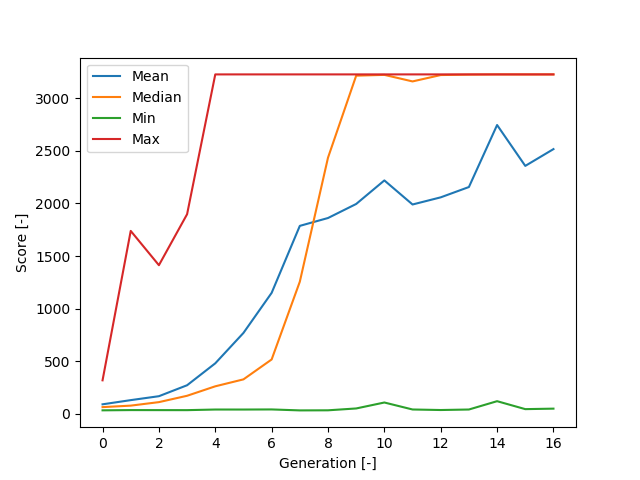 Mean
Median
Min
Max
3000
2500
2000
1500
1000
500
0
Score [-]
0 2 4 6 8 10 12 14 16
Generation [-]